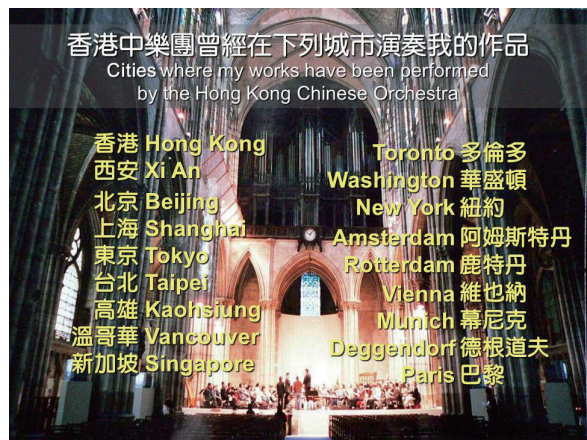 香港中樂團曾經在下列城市演奏我的作品
Cities where my works have been performed
by the Hong Kong Chinese Orchestra
香港 Hong Kong
西安 Xi An
北京 Beijing
上海 Shanghai
東京 Tokyo
台北 Taipei
高雄 Kaohsiung
溫哥華 Vancouver
新加坡 Singapore
Toronto 多倫多
Washington 華盛頓
New York 紐約
Amsterdam 阿姆斯特丹
Rotterdam 鹿特丹
Vienna 維也納
Munich 幕尼克
Deggendorf 德根道夫
Paris 巴黎